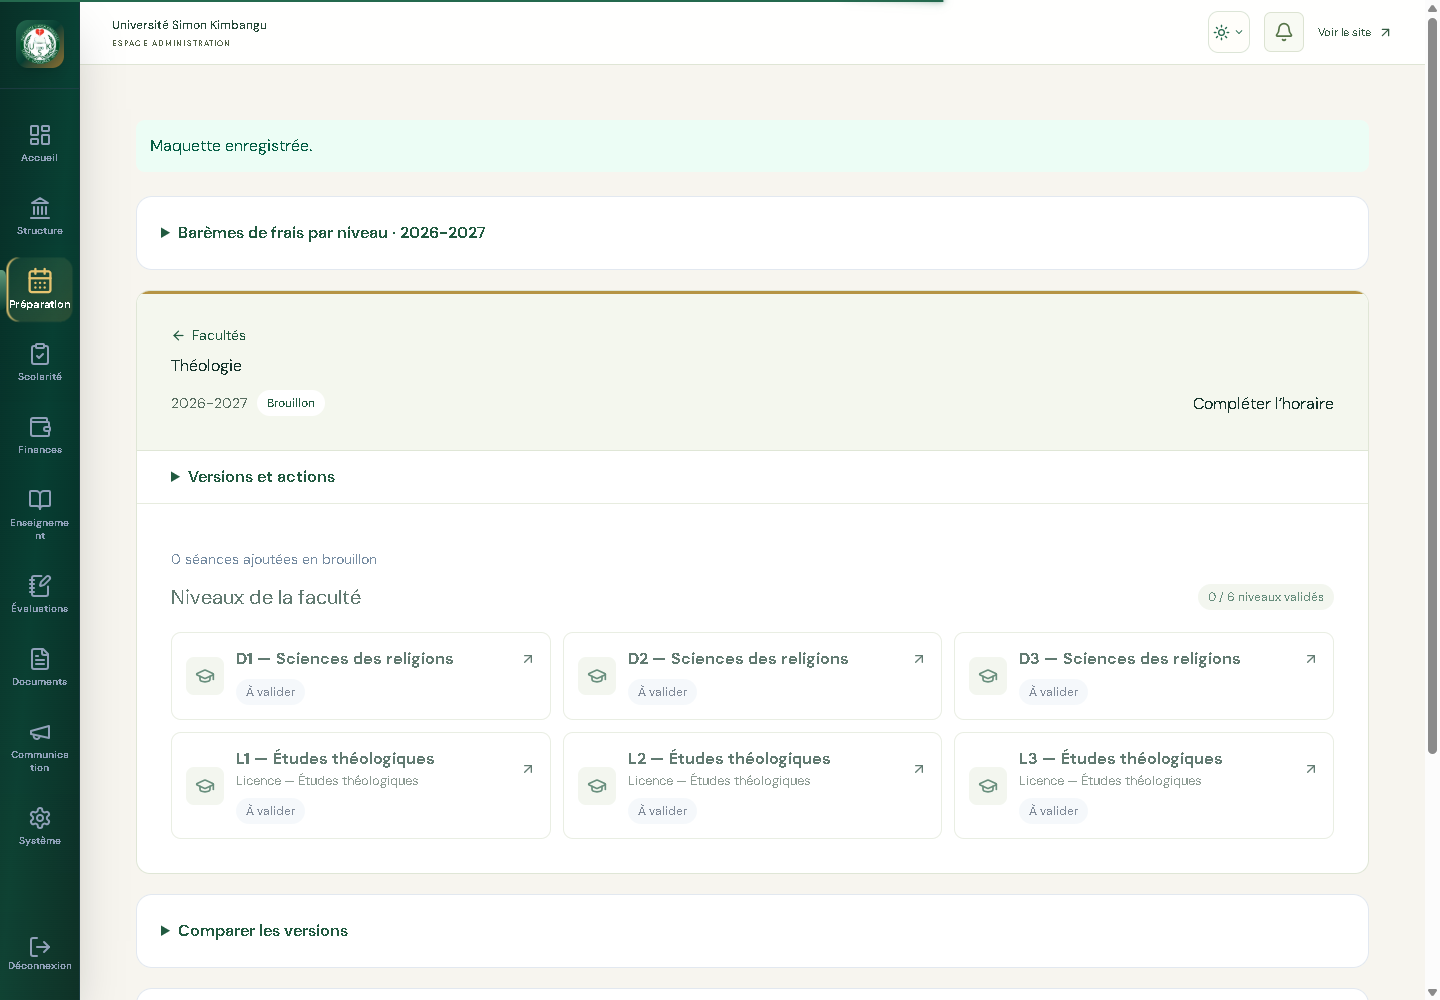 Université Simon Kimbangu
ESPACE ADMINISTRATION
Voir le site
Accueil
Structure
Préparation
Scolarité
Finances
Enseigneme
nt
Évaluations
Documents
Communica
tion
Système
Déconnexion
Maquette enregistrée.
Barèmes de frais par niveau · 2026-2027
Facultés
Théologie
2026-2027 Brouillon
Compléter l'horaire
Versions et actions
0 séances ajoutées en brouillon
Niveaux de la faculté
0 / 6 niveaux validés
D1 — Sciences des religions
À valider
D2 — Sciences des religions
À valider
D3 — Sciences des religions
À valider
L1 — Études théologiques
Licence — Études théologiques
À valider
L2 — Études théologiques
Licence — Études théologiques
À valider
L3 — Études théologiques
Licence — Études théologiques
À valider
Comparer les versions